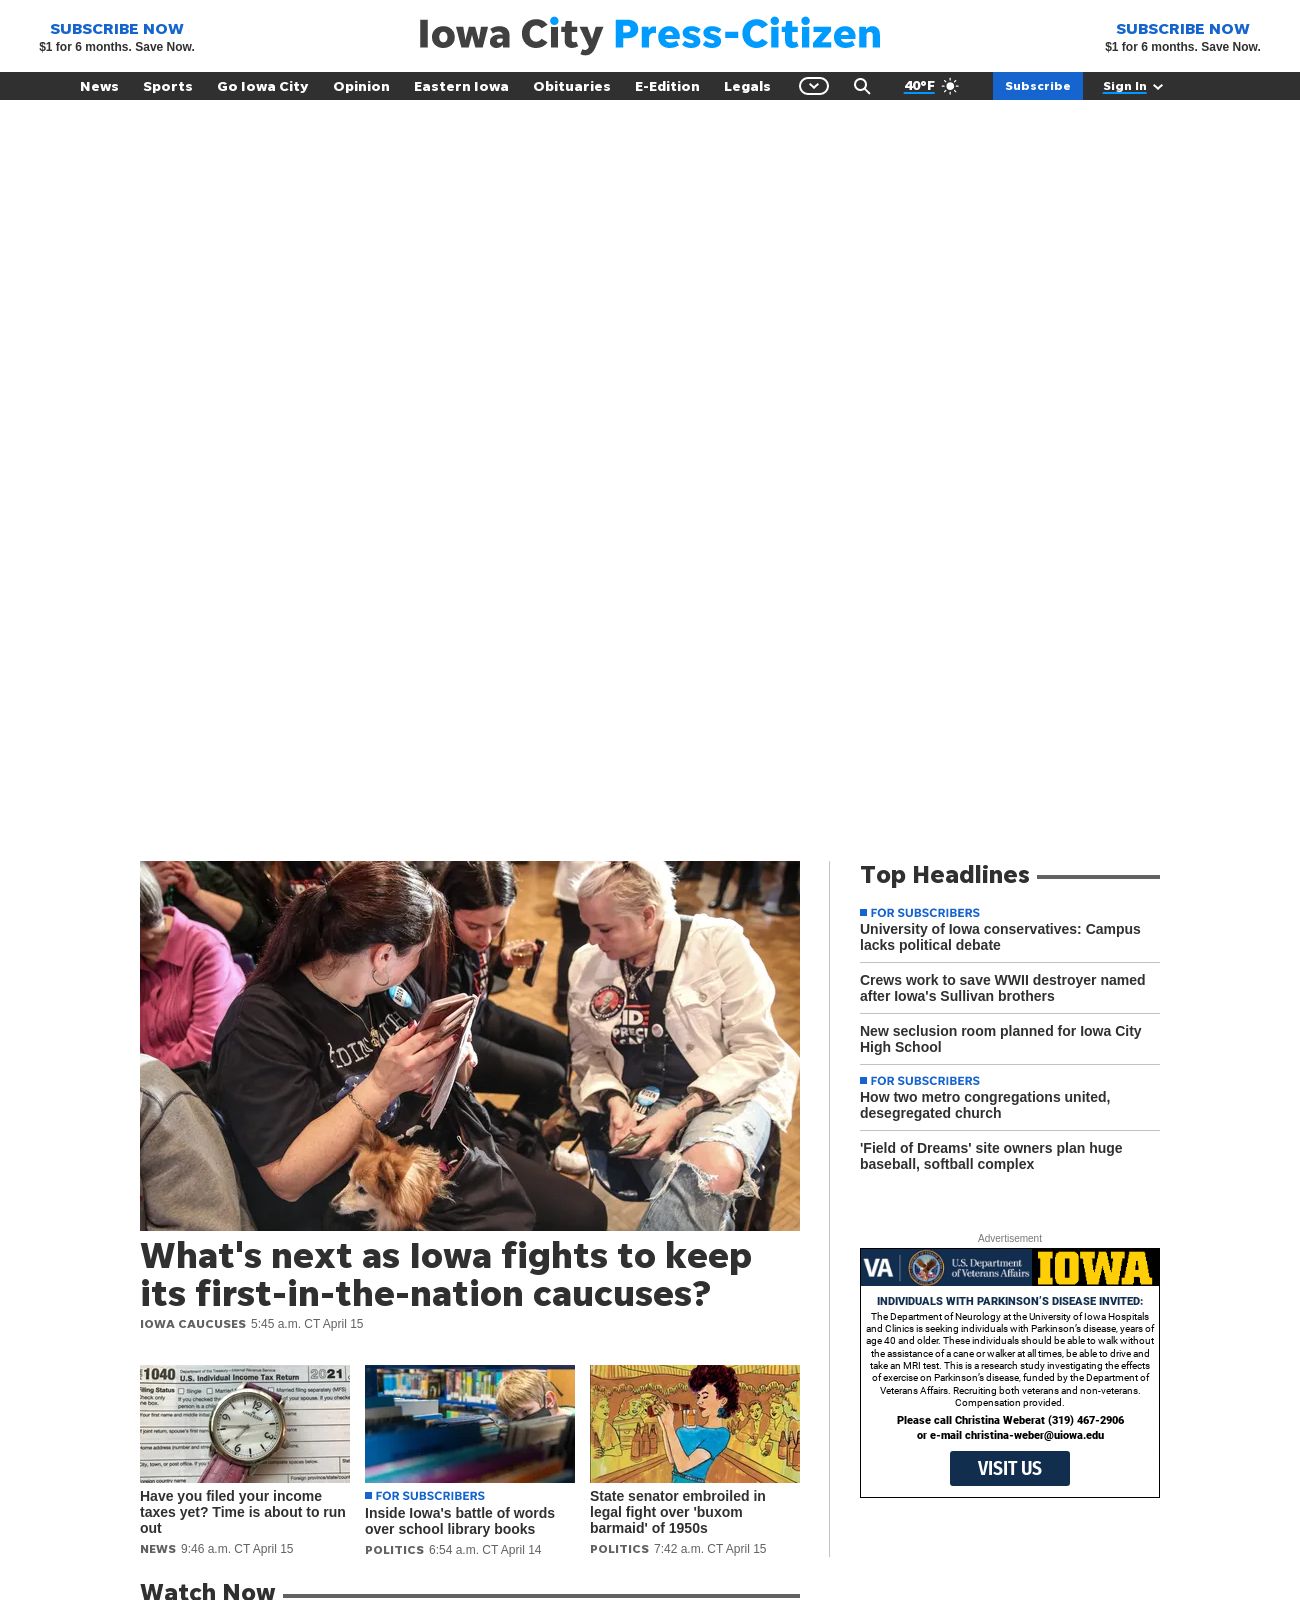 SUBSCRIBE NOW
$1 for 6 months. Save Now.
Iowa City Press-Citizen
SUBSCRIBE NOW
$1 for 6 months. Save Now.
News Sports Go Iowa City Opinion Eastern Iowa Obituaries E-Edition Legals 40°F Subscribe Sign In
What's next as Iowa fights to keep
its first-in-the-nation caucuses?
IOWA CAUCUSES 5:45 a.m. CT April 15
1040
U.S. Individual Income Tax Return
2021
Filing Status
Single
Have you filed your income
taxes yet? Time is about to run
out
NEWS 9:46 a.m. CT April 15
FOR SUBSCRIBERS
Inside Iowa's battle of words
over school library books
POLITICS 6:54 a.m. CT April 14
State senator embroiled in
legal fight over 'buxom
barmaid' of 1950s
POLITICS 7:42 a.m. CT April 15
Watch Now
Top Headlines
FOR SUBSCRIBERS
University of Iowa conservatives: Campus
lacks political debate
Crews work to save WWII destroyer named
after Iowa's Sullivan brothers
New seclusion room planned for Iowa City
High School
FOR SUBSCRIBERS
How two metro congregations united,
desegregated church
'Field of Dreams' site owners plan huge
baseball, softball complex
Advertisement
VA U.S. Department
of Veterans Affairs IOWA
INDIVIDUALS WITH PARKINSON'S DISEASE INVITED:
The Department of Neurology at the University of Iowa Hospitals
and Clinics is seeking individuals with Parkinson's disease, years of
age 40 and older. These individuals should be able to walk without
the assistance of a cane or walker at all times, be able to drive and
take an MRI test. This is a research study investigating the effects
of exercise on Parkinson's disease, funded by the Department of
Veterans Affairs. Recruiting both veterans and non-veterans.
Compensation provided.
Please call Christina Weberat (319) 467-2906
or e-mail christina-weber@uiowa.edu
VISIT US